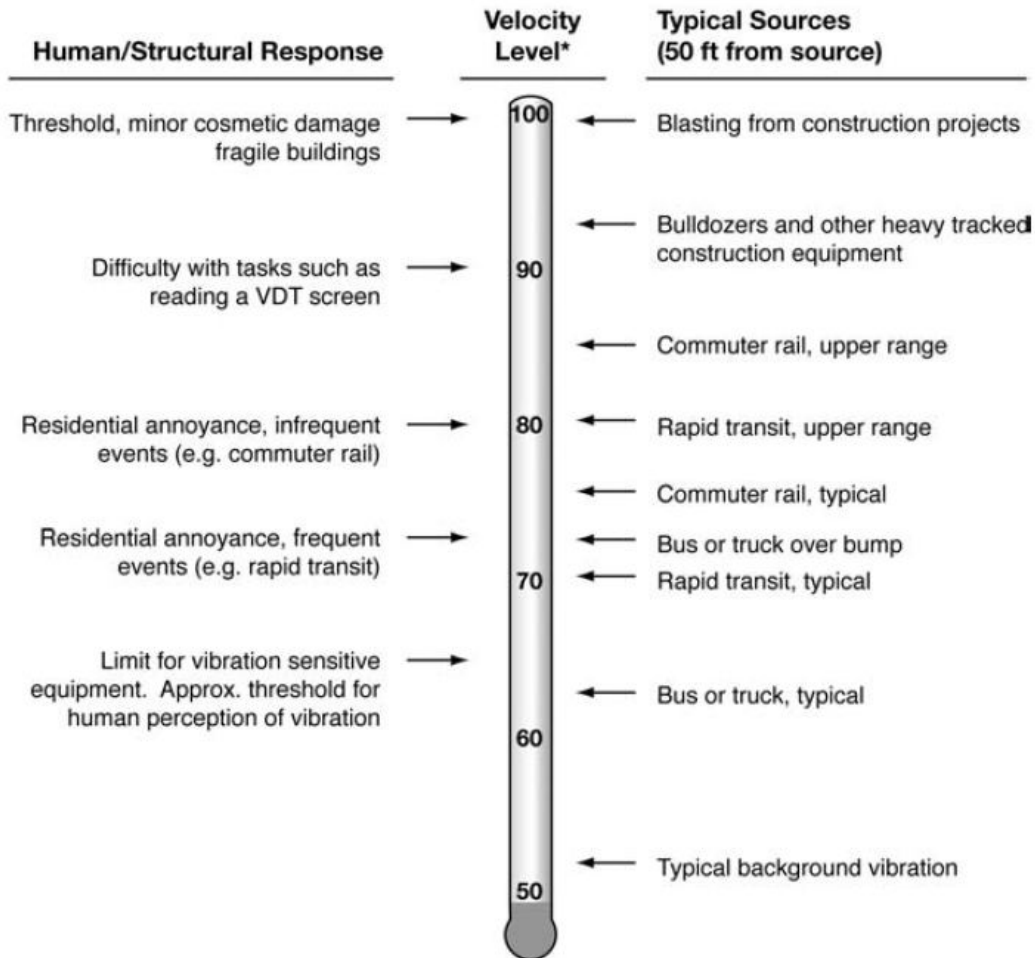 Human/Structural Response
Velocity
Level*
Typical Sources
(50 ft from source)
Threshold, minor cosmetic damage
fragile buildings
100
Blasting from construction projects
Bulldozers and other heavy tracked
construction equipment
Difficulty with tasks such as
reading a VDT screen
90
Commuter rail, upper range
Residential annoyance, infrequent
events (e.g. commuter rail)
80
Rapid transit, upper range
Commuter rail, typical
Residential annoyance, frequent
events (e.g. rapid transit)
Bus or truck over bump
70
Rapid transit, typical
Limit for vibration sensitive
equipment. Approx. threshold for
human perception of vibration
Bus or truck, typical
60
Typical background vibration
50